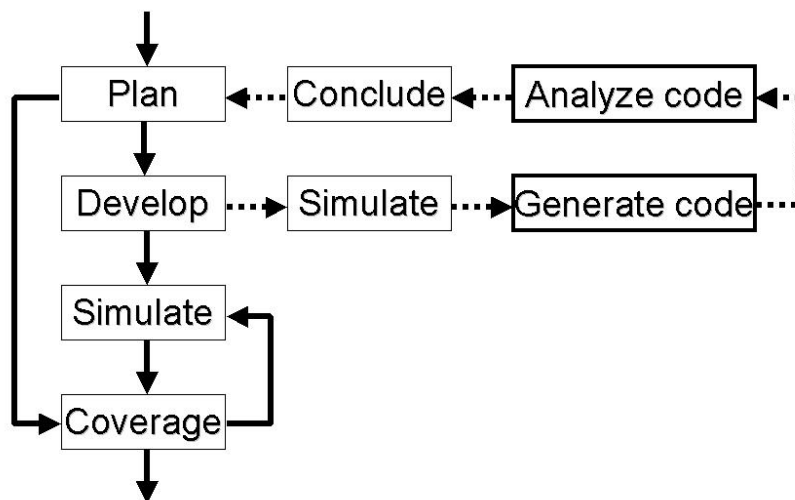 Plan
Conclude
Analyze code
Develop
Simulate
Generate code
Simulate
Coverage